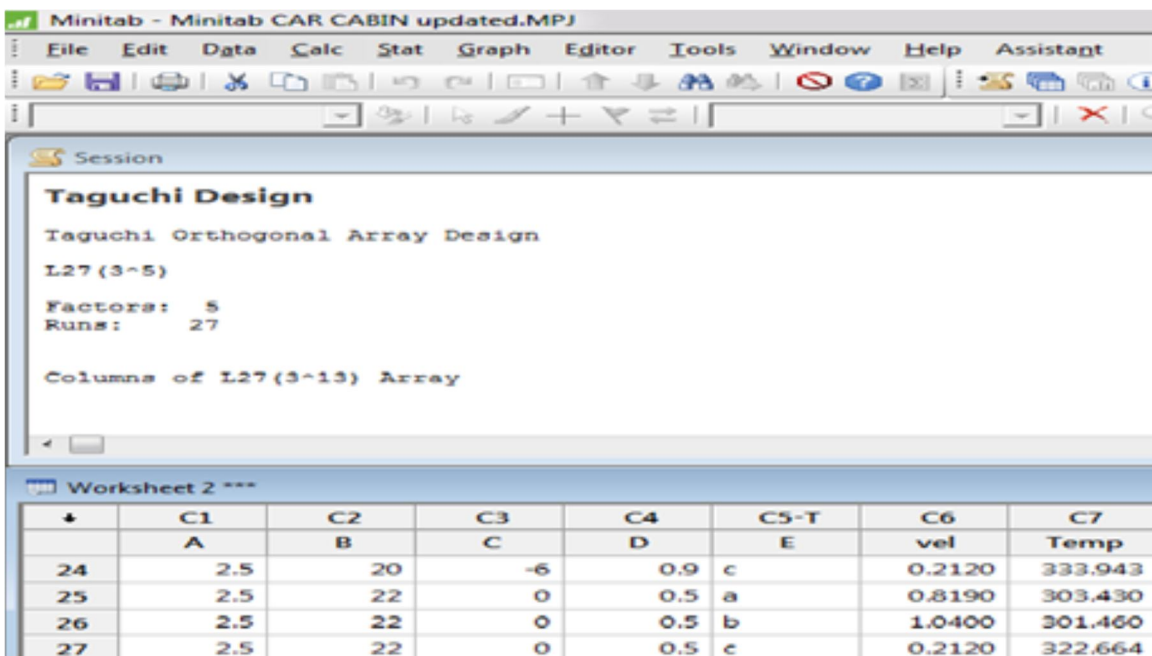 Minitab - Minitab CAR CABIN updated.MPJ
File Edit Data Calc Stat Graph Editor Tools Window Help Assistant
Session
Taguchi Design
Taguchi Orthogonal Array Design
L27(3^5)
Factors: 5
Runs: 27
Columns of L27(3^13) Array
Worksheet 2 ***
C1 C2 C3 C4 C5-T C6 C7
A B C D E vel Temp
24 2.5 20 -6 0.9 c 0.2120 333.943
25 2.5 22 0 0.5 a 0.8190 303.430
26 2.5 22 0 0.5 b 1.0400 301.460
27 2.5 22 0 0.5 c 0.2120 322.664